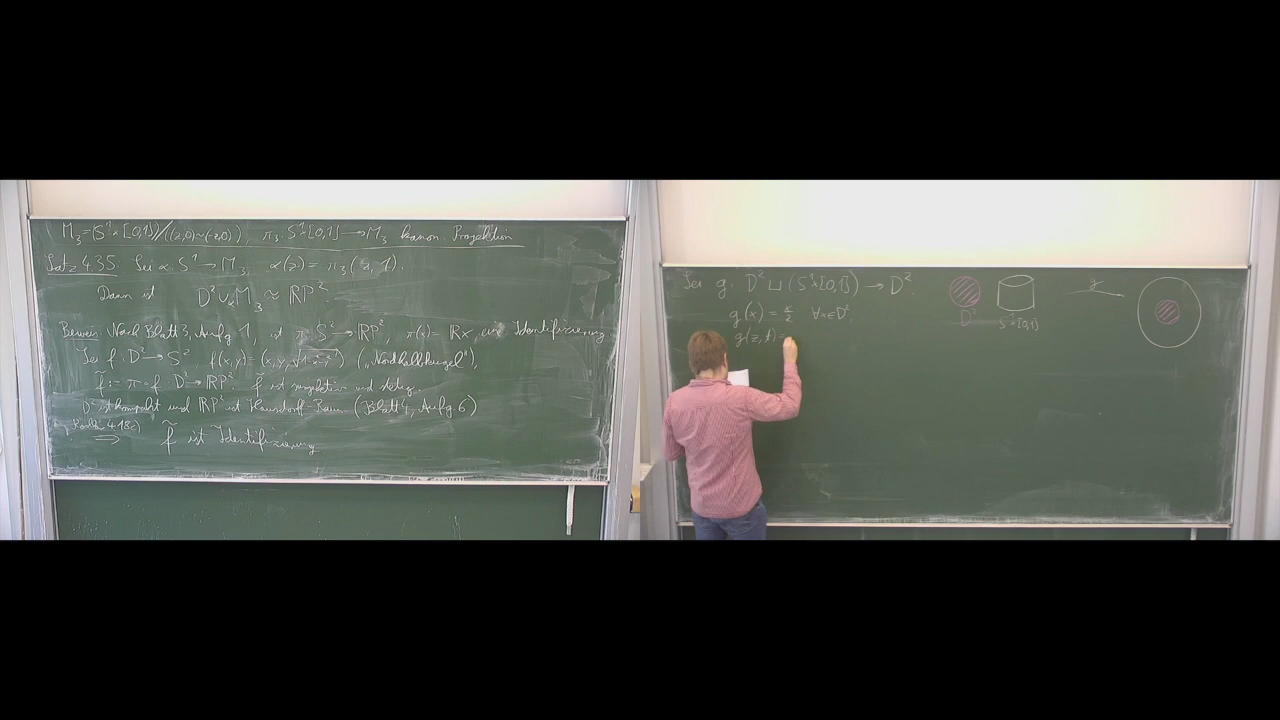 M₃=(S¹×[0,1])/((z,0)~(-z,0)), π₃: S¹×[0,1]→M₃ kanon. Projektion
Satz 4.35. Sei α: S¹→M₃, α(z)=π₃(z,1).
Dann ist D²∪_αM₃ ≈ ℝP².
Beweis: Nach Blatt 3, Aufg. 1, ist π: S²→ℝP², π(x)=ℝx, eine Identifizierung
Sei f: D²→S² f(x,y)=(x,y,√1-x²-y²) („Nordhalbkugel"),
f̃:=π∘f: D²→ℝP². f̃ ist surjektiv und stetig.
D² ist kompakt und ℝP² ist Hausdorff-Raum (Blatt 4, Aufg. 6)
⟹ f̃ ist Identifizierung
Sei g: D²⊔(S¹×[0,1])→D²
g(x)=x/2 ∀x∈D²,
g(z,t)=
D²
S¹×[0,1]
g